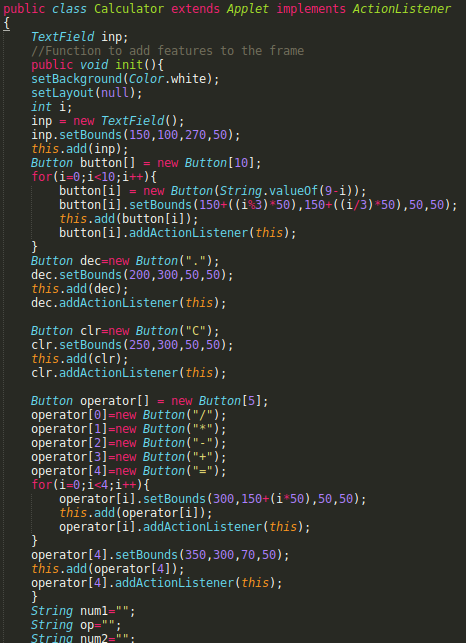 public class Calculator extends Applet implements ActionListener
{
    TextField inp;
    //Function to add features to the frame
    public void init(){
    setBackground(Color.white);
    setLayout(null);
    int i;
    inp = new TextField();
    inp.setBounds(150,100,270,50);
    this.add(inp);
    Button button[] = new Button[10];
    for(i=0;i<10;i++){
        button[i] = new Button(String.valueOf(9-i));
        button[i].setBounds(150+((i%3)*50),150+((i/3)*50),50,50);
        this.add(button[i]);
        button[i].addActionListener(this);
    }
    Button dec=new Button(".");
    dec.setBounds(200,300,50,50);
    this.add(dec);
    dec.addActionListener(this);

    Button clr=new Button("C");
    clr.setBounds(250,300,50,50);
    this.add(clr);
    clr.addActionListener(this);

    Button operator[] = new Button[5];
    operator[0]=new Button("/");
    operator[1]=new Button("*");
    operator[2]=new Button("-");
    operator[3]=new Button("+");
    operator[4]=new Button("=");
    for(i=0;i<4;i++){
        operator[i].setBounds(300,150+(i*50),50,50);
        this.add(operator[i]);
        operator[i].addActionListener(this);
    }
    operator[4].setBounds(350,300,70,50);
    this.add(operator[4]);
    operator[4].addActionListener(this);
    }
    String num1="";
    String op="";
    String num2="";